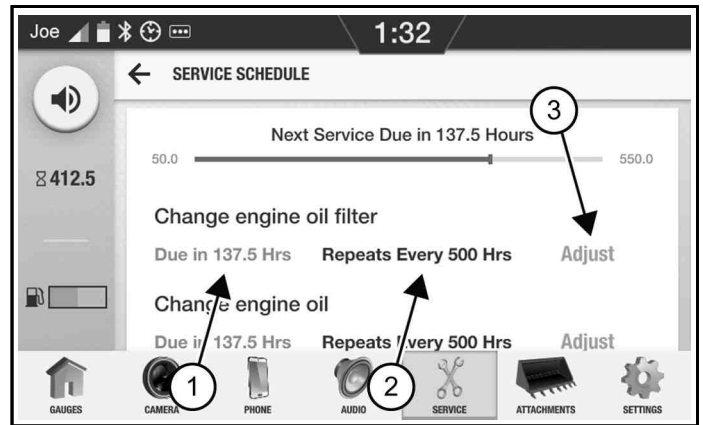 Joe 1:32
SERVICE SCHEDULE
3
Next Service Due in 137.5 Hours
50.0 550.0
412.5
Change engine oil filter
Due in 137.5 Hrs Repeats Every 500 Hrs Adjust
Change engine oil
Due in 137.5 Hrs Repeats Every 500 Hrs Adjust
1 2
GAUGES CAMERA PHONE AUDIO SERVICE ATTACHMENTS SETTINGS